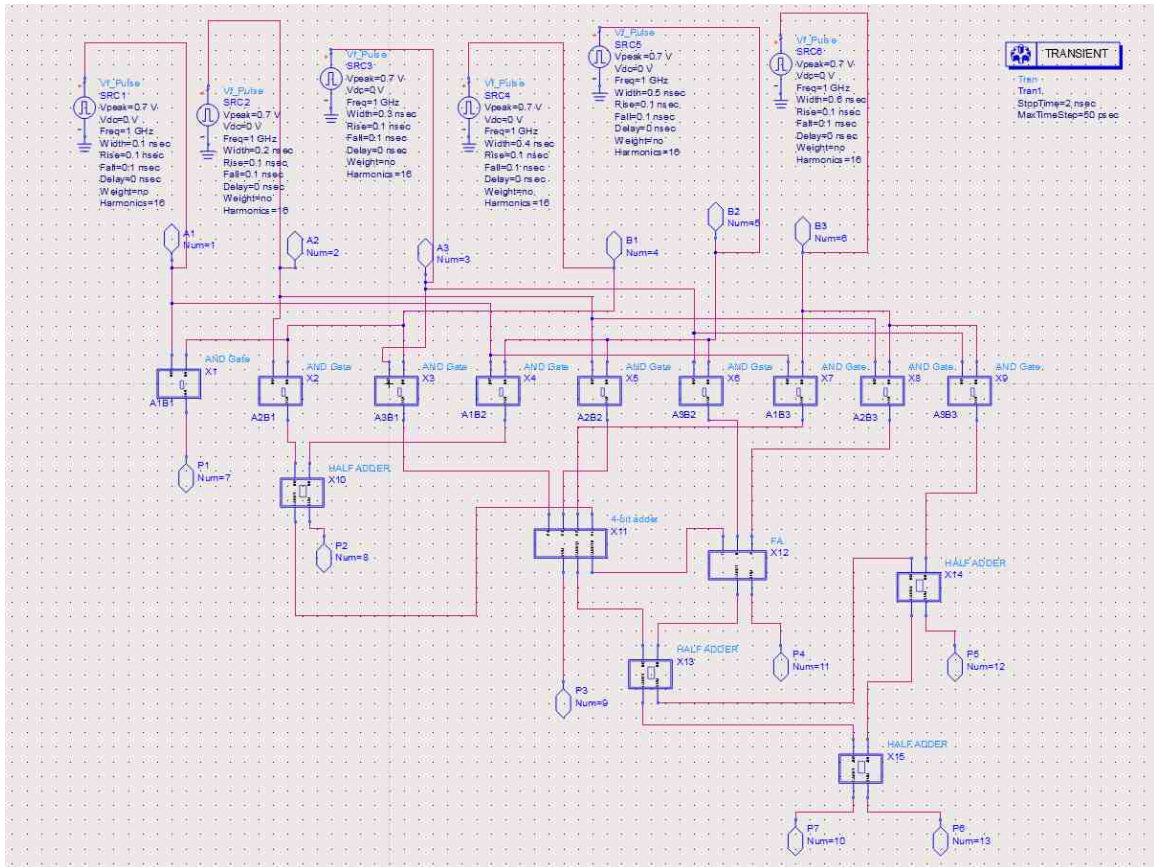 Vf_Pulse
SRC1
Vpeak=0.7 V
Vdc=0 V
Freq=1 GHz
Width=0.1 nsec
Rise=0.1 nsec
Fall=0.1 nsec
Delay=0 nsec
Weight=no
Harmonics=16
Vf_Pulse
SRC2
Vpeak=0.7 V
Vdc=0 V
Freq=1 GHz
Width=0.2 nsec
Rise=0.1 nsec
Fall=0.1 nsec
Delay=0 nsec
Weight=no
Harmonics=16
Vf_Pulse
SRC3
Vpeak=0.7 V
Vdc=0 V
Freq=1 GHz
Width=0.3 nsec
Rise=0.1 nsec
Fall=0.1 nsec
Delay=0 nsec
Weight=no
Harmonics=16
Vf_Pulse
SRC4
Vpeak=0.7 V
Vdc=0 V
Freq=1 GHz
Width=0.4 nsec
Rise=0.1 nsec
Fall=0.1 nsec
Delay=0 nsec
Weight=no
Harmonics=16
Vf_Pulse
SRC5
Vpeak=0.7 V
Vdc=0 V
Freq=1 GHz
Width=0.5 nsec
Rise=0.1 nsec
Fall=0.1 nsec
Delay=0 nsec
Weight=no
Harmonics=16
Vf_Pulse
SRC6
Vpeak=0.7 V
Vdc=0 V
Freq=1 GHz
Width=0.6 nsec
Rise=0.1 nsec
Fall=0.1 nsec
Delay=0 nsec
Weight=no
Harmonics=16
TRANSIENT
Tran
Tran1
StopTime=2 nsec
MaxTimeStep=50 psec
A1
Num=1
A2
Num=2
A3
Num=3
B1
Num=4
B2
Num=5
B3
Num=6
AND Gate
X1
A1B1
AND Gate
X2
A2B1
AND Gate
X3
A3B1
AND Gate
X4
A1B2
AND Gate
X5
A2B2
AND Gate
X6
A3B2
AND Gate
X7
A1B3
AND Gate
X8
A2B3
AND Gate
X9
A3B3
P1
Num=7
HALF ADDER
X10
P2
Num=8
4-bit adder
X11
FA
X12
HALF ADDER
X14
HALF ADDER
X13
P3
Num=9
P4
Num=11
P5
Num=12
HALF ADDER
X15
P7
Num=10
P6
Num=13